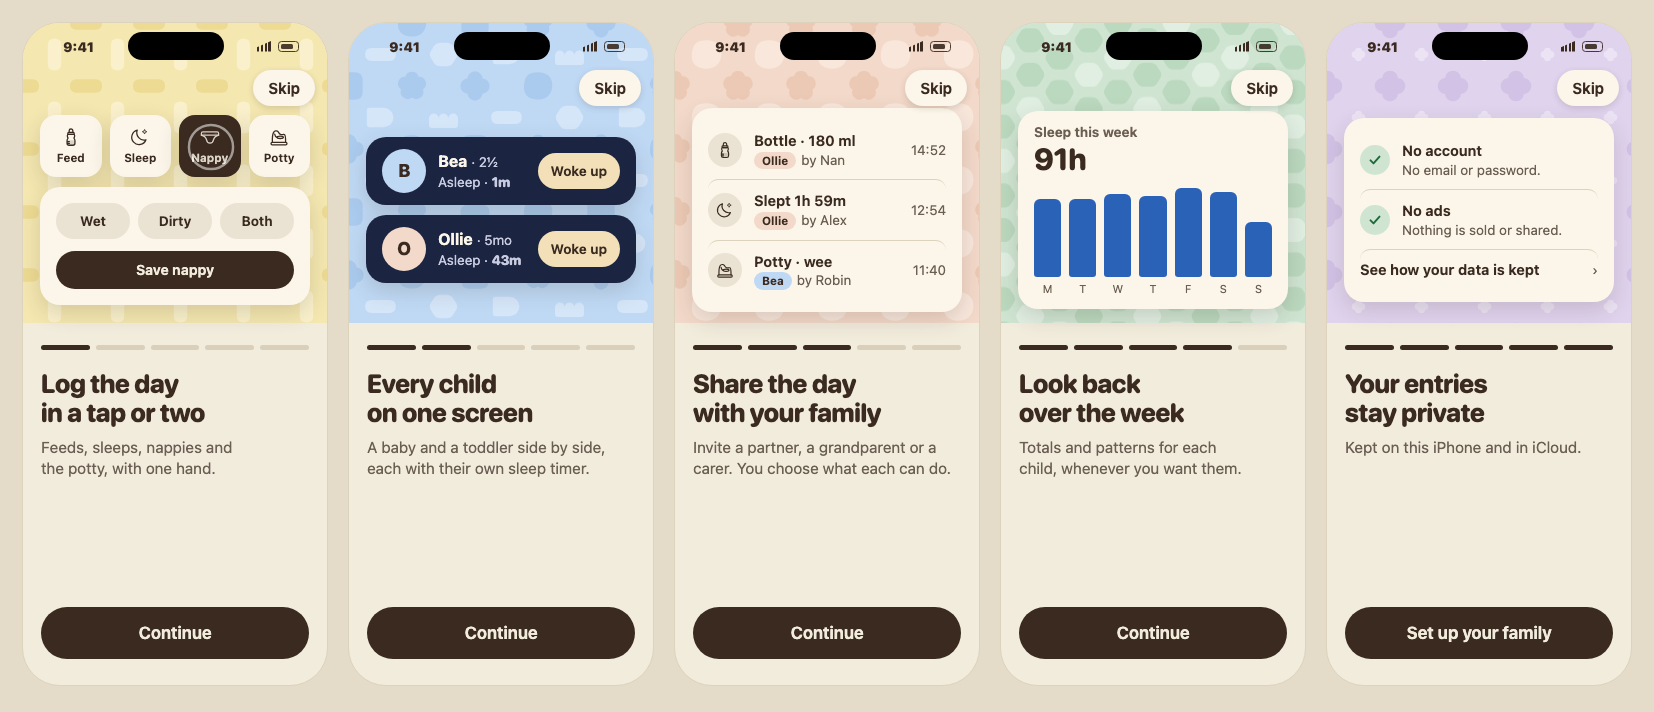 9:41
Skip
Feed
Sleep
Nappy
Potty
Wet
Dirty
Both
Save nappy
Log the day
in a tap or two
Feeds, sleeps, nappies and
the potty, with one hand.
Continue
9:41
Skip
B
Bea · 2½
Asleep · 1m
Woke up
O
Ollie · 5mo
Asleep · 43m
Woke up
Every child
on one screen
A baby and a toddler side by side,
each with their own sleep timer.
Continue
9:41
Skip
Bottle · 180 ml
Ollie by Nan
14:52
Slept 1h 59m
Ollie by Alex
12:54
Potty · wee
Bea by Robin
11:40
Share the day
with your family
Invite a partner, a grandparent or a
carer. You choose what each can do.
Continue
9:41
Skip
Sleep this week
91h
M T W T F S S
Look back
over the week
Totals and patterns for each
child, whenever you want them.
Continue
9:41
Skip
No account
No email or password.
No ads
Nothing is sold or shared.
See how your data is kept ›
Your entries
stay private
Kept on this iPhone and in iCloud.
Set up your family